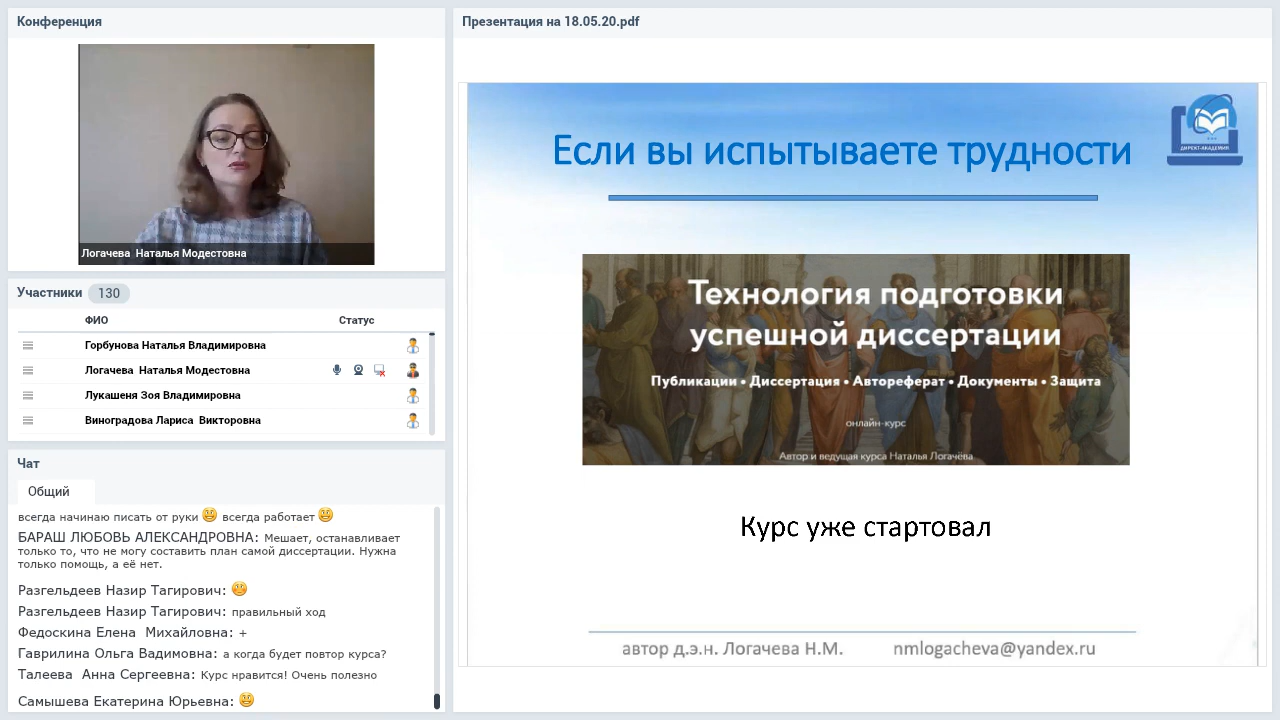 Конференция
Логачева  Наталья Модестовна
Участники 130
ФИО Статус
Горбунова Наталья Владимировна
Логачева  Наталья Модестовна
Лукашеня Зоя Владимировна
Виноградова Лариса  Викторовна
Чат
Общий
всегда начинаю писать от руки всегда работает
БАРАШ ЛЮБОВЬ АЛЕКСАНДРОВНА: Мешает, останавливает
только то, что не могу составить план самой диссертации. Нужна
только помощь, а её нет.
Разгельдеев Назир Тагирович:
Разгельдеев Назир Тагирович: правильный ход
Федоскина Елена  Михайловна: +
Гаврилина Ольга Вадимовна: а когда будет повтор курса?
Талеева  Анна Сергеевна: Курс нравится! Очень полезно
Самышева Екатерина Юрьевна:
Презентация на 18.05.20.pdf
ДИРЕКТ-АКАДЕМИЯ
Если вы испытываете трудности
Технология подготовки
успешной диссертации
Публикации • Диссертация • Автореферат • Документы • Защита
онлайн-курс
Автор и ведущая курса Наталья Логачёва
Курс уже стартовал
автор д.э.н. Логачева Н.М. nmlogacheva@yandex.ru